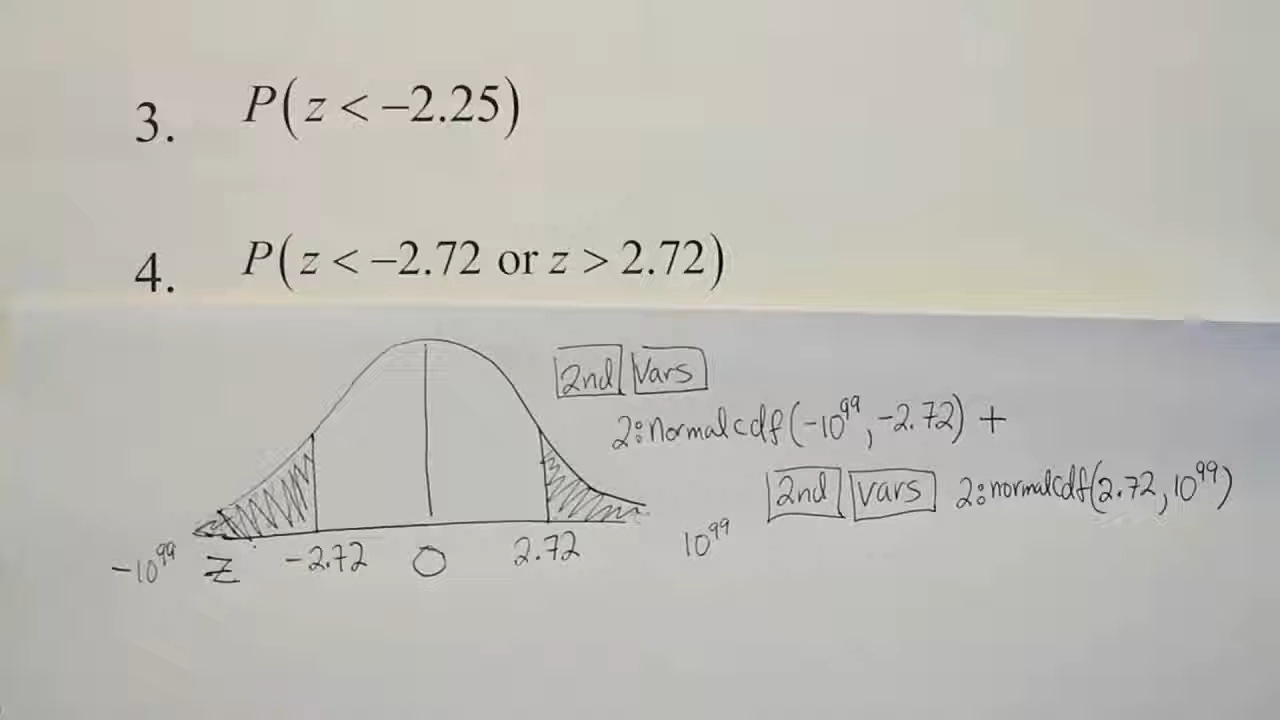 3. P(z < −2.25)
4. P(z < −2.72 or z > 2.72)
2nd Vars
2:normalcdf(-10^99, -2.72) +
2nd Vars 2:normalcdf(2.72, 10^99)
-10^99 Z -2.72 0 2.72 10^99